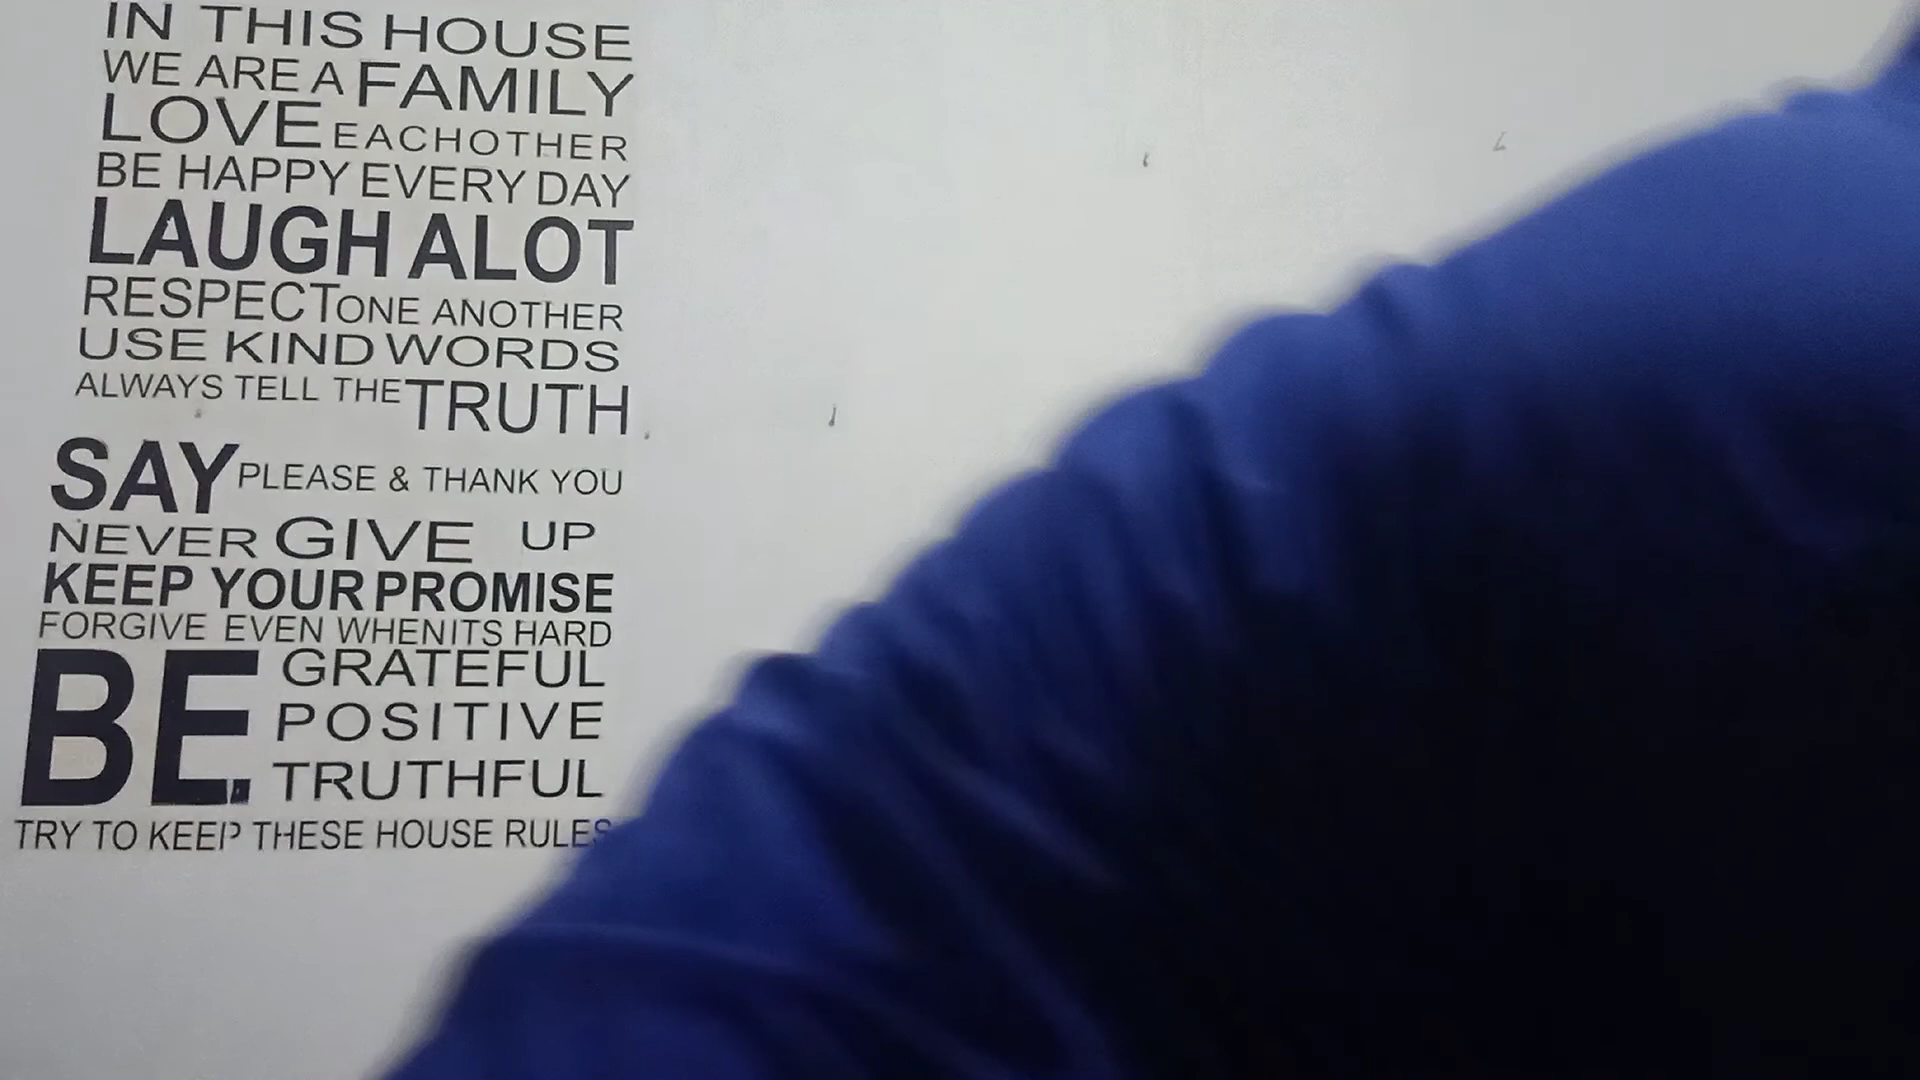 IN THIS HOUSE
WE ARE A FAMILY
LOVE EACHOTHER
BE HAPPY EVERY DAY
LAUGH ALOT
RESPECT ONE ANOTHER
USE KIND WORDS
ALWAYS TELL THE TRUTH
SAY PLEASE & THANK YOU
NEVER GIVE UP
KEEP YOUR PROMISE
FORGIVE EVEN WHEN ITS HARD
BE GRATEFUL
POSITIVE
TRUTHFUL
TRY TO KEEP THESE HOUSE RULES